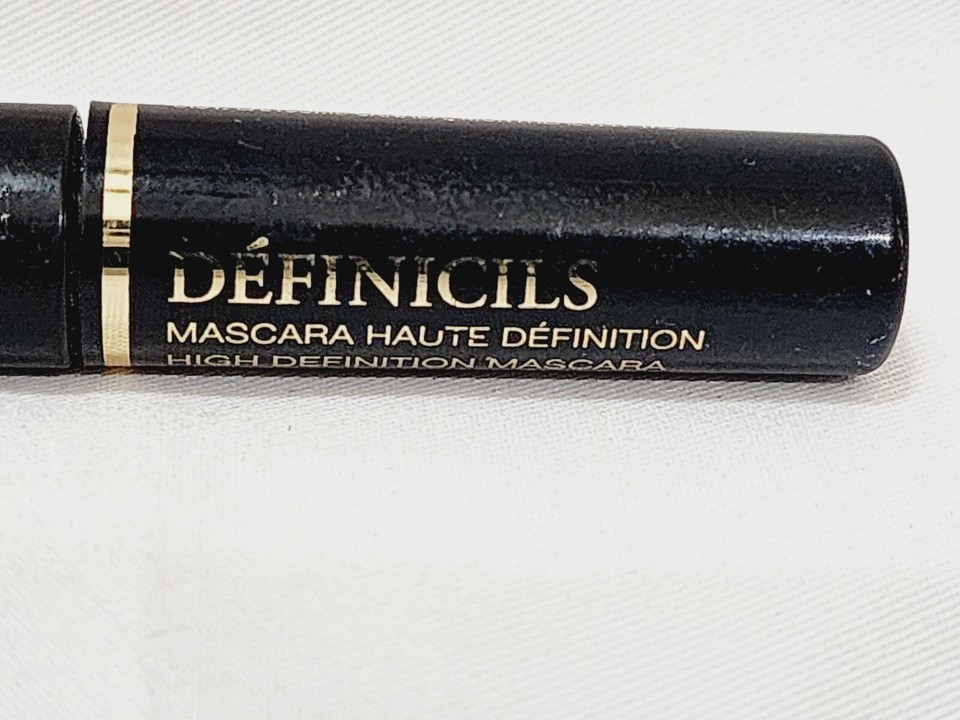 DÉFINICILS
MASCARA HAUTE DÉFINITION
HIGH DEFINITION MASCARA